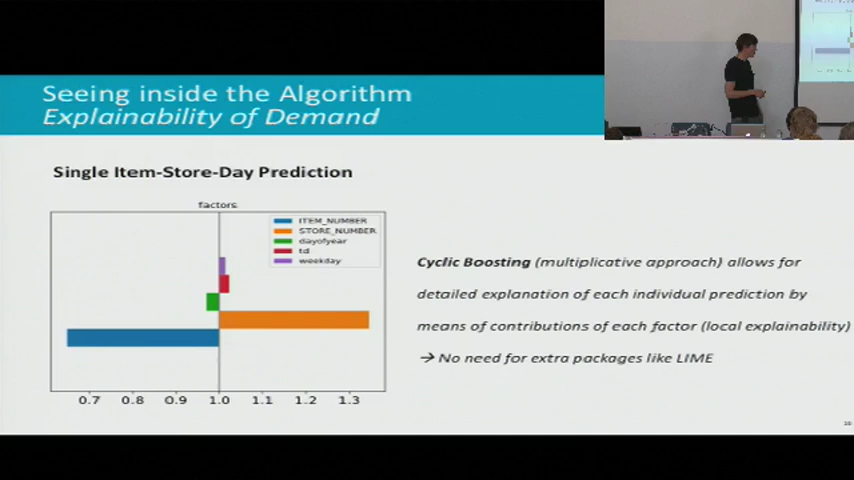 Seeing inside the Algorithm
Explainability of Demand
Single Item-Store-Day Prediction
factors
ITEM_NUMBER
STORE_NUMBER
dayofyear
td
weekday
0.7 0.8 0.9 1.0 1.1 1.2 1.3
Cyclic Boosting (multiplicative approach) allows for
detailed explanation of each individual prediction by
means of contributions of each factor (local explainability)
→ No need for extra packages like LIME